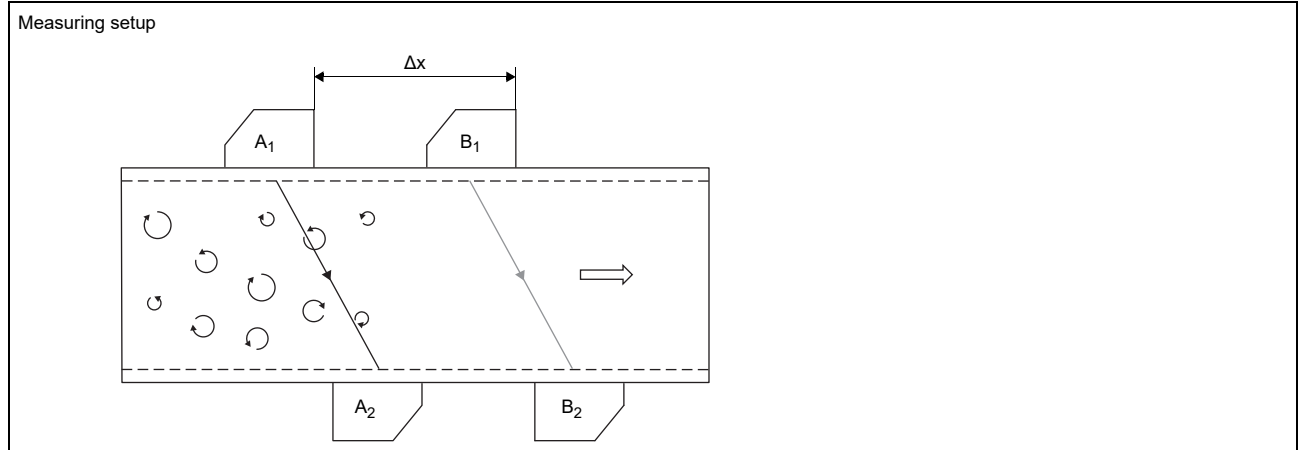 Measuring setup
Δx
A₁
B₁
A₂
B₂